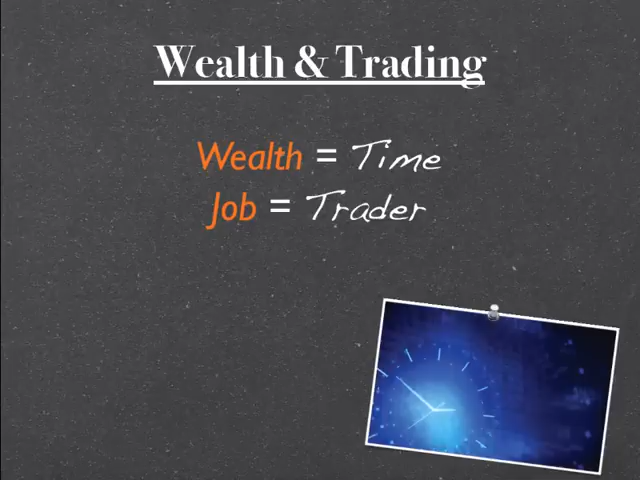 Wealth & Trading
Wealth = Time
Job = Trader